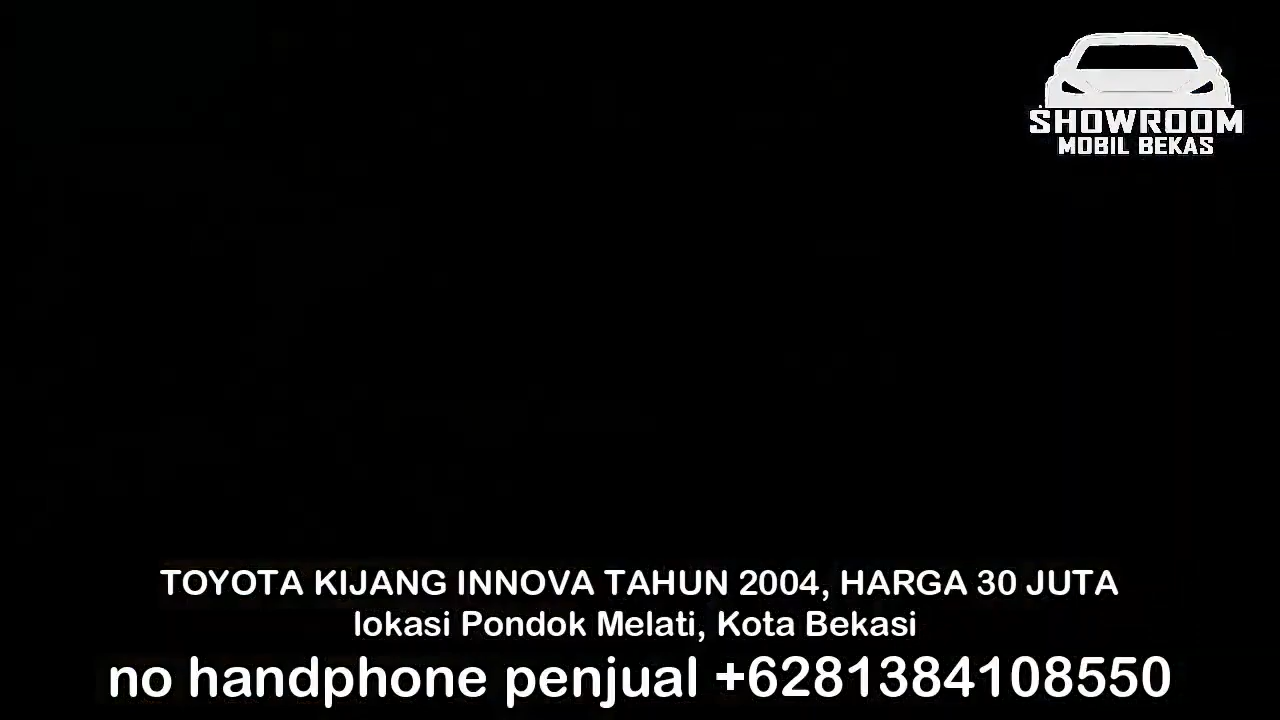 SHOWROOM
MOBIL BEKAS
TOYOTA KIJANG INNOVA TAHUN 2004, HARGA 30 JUTA
lokasi Pondok Melati, Kota Bekasi
no handphone penjual +6281384108550